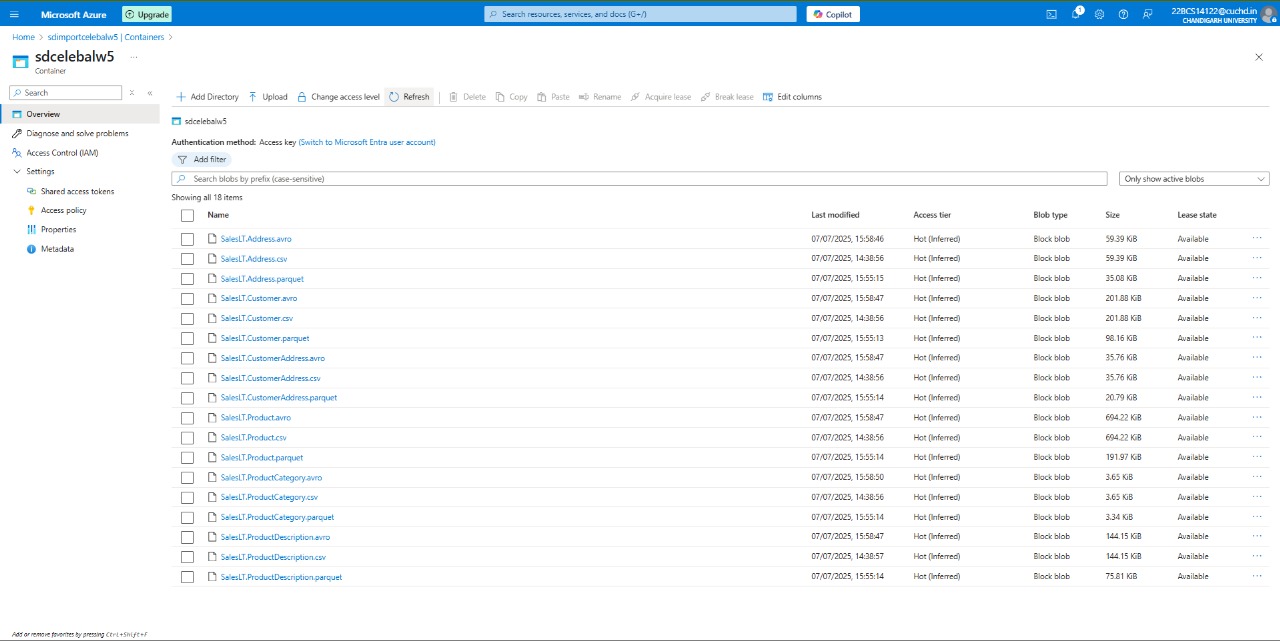 Microsoft Azure Upgrade Search resources, services, and docs (G+/) Copilot 1 22BCS14122@cuchd.in
CHANDIGARH UNIVERSITY
Home > sdimportcelebalw5 | Containers >
sdcelebalw5 ...
Container
Search
Overview
Diagnose and solve problems
Access Control (IAM)
Settings
Shared access tokens
Access policy
Properties
Metadata
Add Directory Upload Change access level Refresh Delete Copy Paste Rename Acquire lease Break lease Edit columns
sdcelebalw5
Authentication method: Access key (Switch to Microsoft Entra user account)
Add filter
Search blobs by prefix (case-sensitive) Only show active blobs
Showing all 18 items
Name Last modified Access tier Blob type Size Lease state
SalesLT.Address.avro 07/07/2025, 15:58:46 Hot (Inferred) Block blob 59.39 KiB Available ...
SalesLT.Address.csv 07/07/2025, 14:38:56 Hot (Inferred) Block blob 59.39 KiB Available ...
SalesLT.Address.parquet 07/07/2025, 15:55:15 Hot (Inferred) Block blob 35.08 KiB Available ...
SalesLT.Customer.avro 07/07/2025, 15:58:47 Hot (Inferred) Block blob 201.88 KiB Available ...
SalesLT.Customer.csv 07/07/2025, 14:38:56 Hot (Inferred) Block blob 201.88 KiB Available ...
SalesLT.Customer.parquet 07/07/2025, 15:55:13 Hot (Inferred) Block blob 98.16 KiB Available ...
SalesLT.CustomerAddress.avro 07/07/2025, 15:58:47 Hot (Inferred) Block blob 35.76 KiB Available ...
SalesLT.CustomerAddress.csv 07/07/2025, 14:38:56 Hot (Inferred) Block blob 35.76 KiB Available ...
SalesLT.CustomerAddress.parquet 07/07/2025, 15:55:14 Hot (Inferred) Block blob 20.79 KiB Available ...
SalesLT.Product.avro 07/07/2025, 15:58:47 Hot (Inferred) Block blob 694.22 KiB Available ...
SalesLT.Product.csv 07/07/2025, 14:38:56 Hot (Inferred) Block blob 694.22 KiB Available ...
SalesLT.Product.parquet 07/07/2025, 15:55:14 Hot (Inferred) Block blob 191.97 KiB Available ...
SalesLT.ProductCategory.avro 07/07/2025, 15:58:50 Hot (Inferred) Block blob 3.65 KiB Available ...
SalesLT.ProductCategory.csv 07/07/2025, 14:38:56 Hot (Inferred) Block blob 3.65 KiB Available ...
SalesLT.ProductCategory.parquet 07/07/2025, 15:55:14 Hot (Inferred) Block blob 3.34 KiB Available ...
SalesLT.ProductDescription.avro 07/07/2025, 15:58:47 Hot (Inferred) Block blob 144.15 KiB Available ...
SalesLT.ProductDescription.csv 07/07/2025, 14:38:57 Hot (Inferred) Block blob 144.15 KiB Available ...
SalesLT.ProductDescription.parquet 07/07/2025, 15:55:14 Hot (Inferred) Block blob 75.81 KiB Available ...
Add or remove favorites by pressing Ctrl+Shift+F